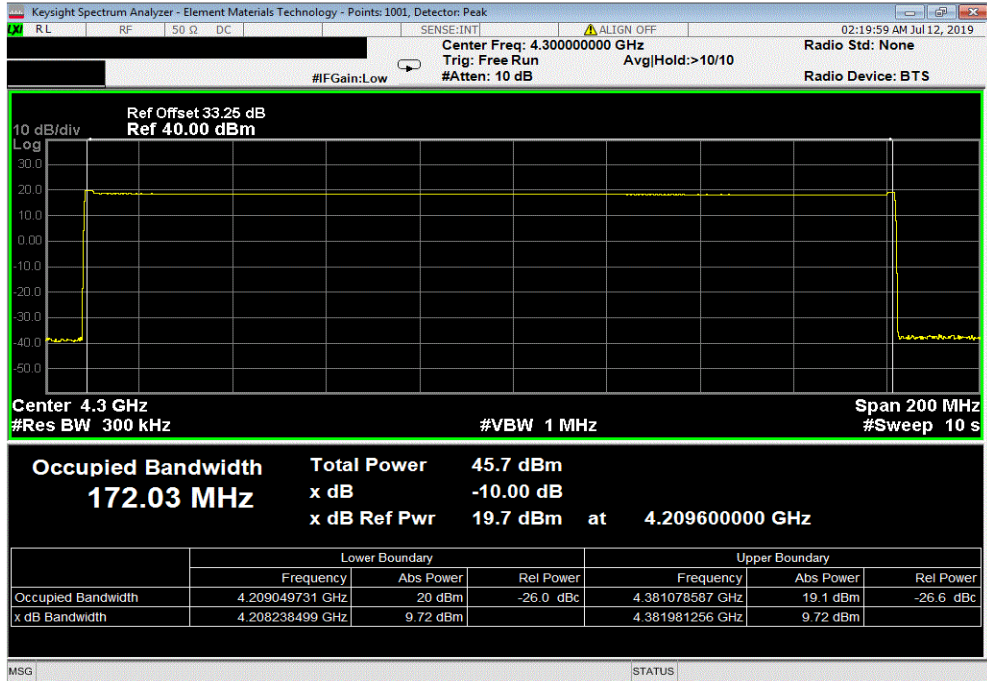 Keysight Spectrum Analyzer - Element Materials Technology - Points: 1001, Detector: Peak
LXI RL RF 50 Ω DC SENSE:INT ALIGN OFF 02:19:59 AM Jul 12, 2019
Center Freq: 4.300000000 GHz Radio Std: None
Trig: Free Run Avg|Hold:>10/10
#IFGain:Low #Atten: 10 dB Radio Device: BTS
Ref Offset 33.25 dB
10 dB/div Ref 40.00 dBm
Log
30.0
20.0
10.0
0.00
-10.0
-20.0
-30.0
-40.0
-50.0
Center 4.3 GHz Span 200 MHz
#Res BW 300 kHz #VBW 1 MHz #Sweep 10 s
Occupied Bandwidth Total Power 45.7 dBm
172.03 MHz x dB -10.00 dB
x dB Ref Pwr 19.7 dBm at 4.209600000 GHz
Lower Boundary Upper Boundary
Frequency Abs Power Rel Power Frequency Abs Power Rel Power
Occupied Bandwidth 4.209049731 GHz 20 dBm -26.0 dBc 4.381078587 GHz 19.1 dBm -26.6 dBc
x dB Bandwidth 4.208238499 GHz 9.72 dBm 4.381981256 GHz 9.72 dBm
MSG STATUS